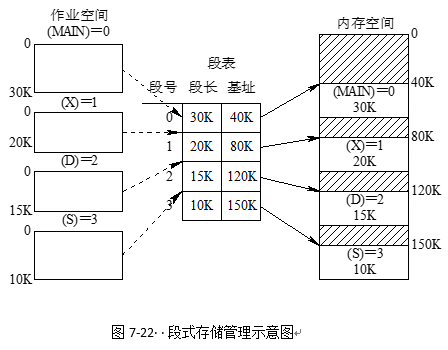 作业空间
(MAIN)=0
0
30K
(X)=1
0
20K
(D)=2
0
15K
(S)=3
0
10K
段表
段号 段长 基址
0 30K 40K
1 20K 80K
2 15K 120K
3 10K 150K
内存空间
0
40K
(MAIN)=0
30K
80K
(X)=1
20K
120K
(D)=2
15K
150K
(S)=3
10K
图 7-22··段式存储管理示意图↵